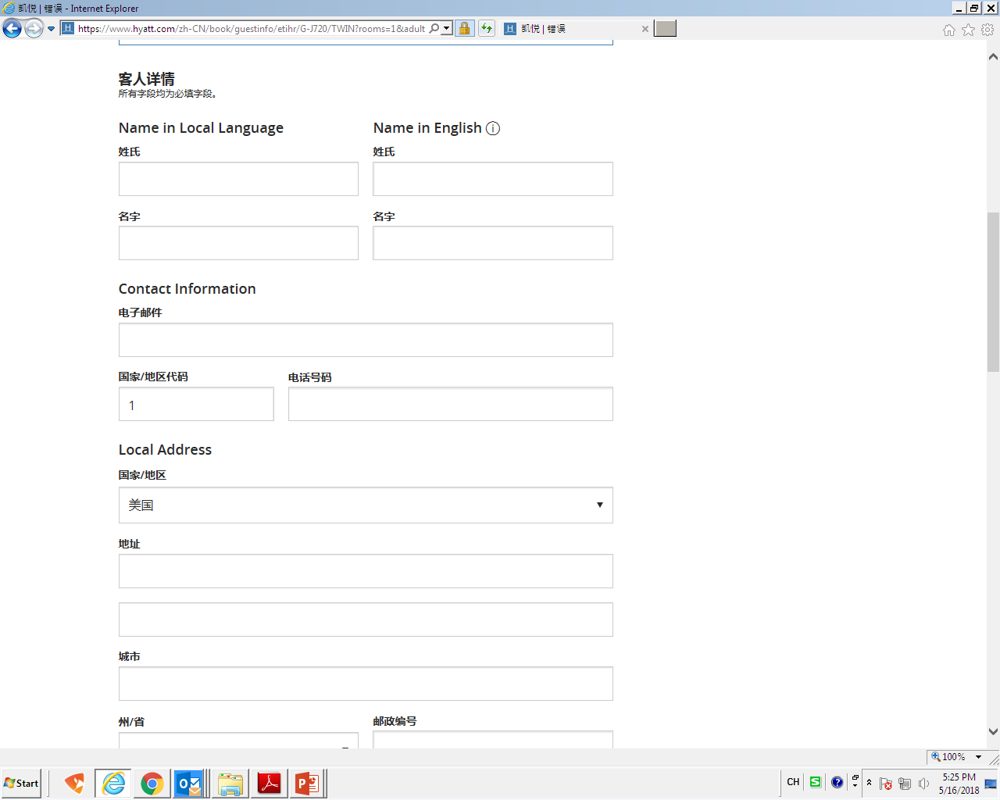 凯悦 | 错误 - Internet Explorer
https://www.hyatt.com/zh-CN/book/guestinfo/etihr/G-J720/TWIN?rooms=1&adult
凯悦 | 错误
客人详情
所有字段均为必填字段。
Name in Local Language
Name in English
姓氏
姓氏
名字
名字
Contact Information
电子邮件
国家/地区代码
电话号码
1
Local Address
国家/地区
美国
地址
城市
州/省
邮政编号
100%
Start
CH
5:25 PM
5/16/2018